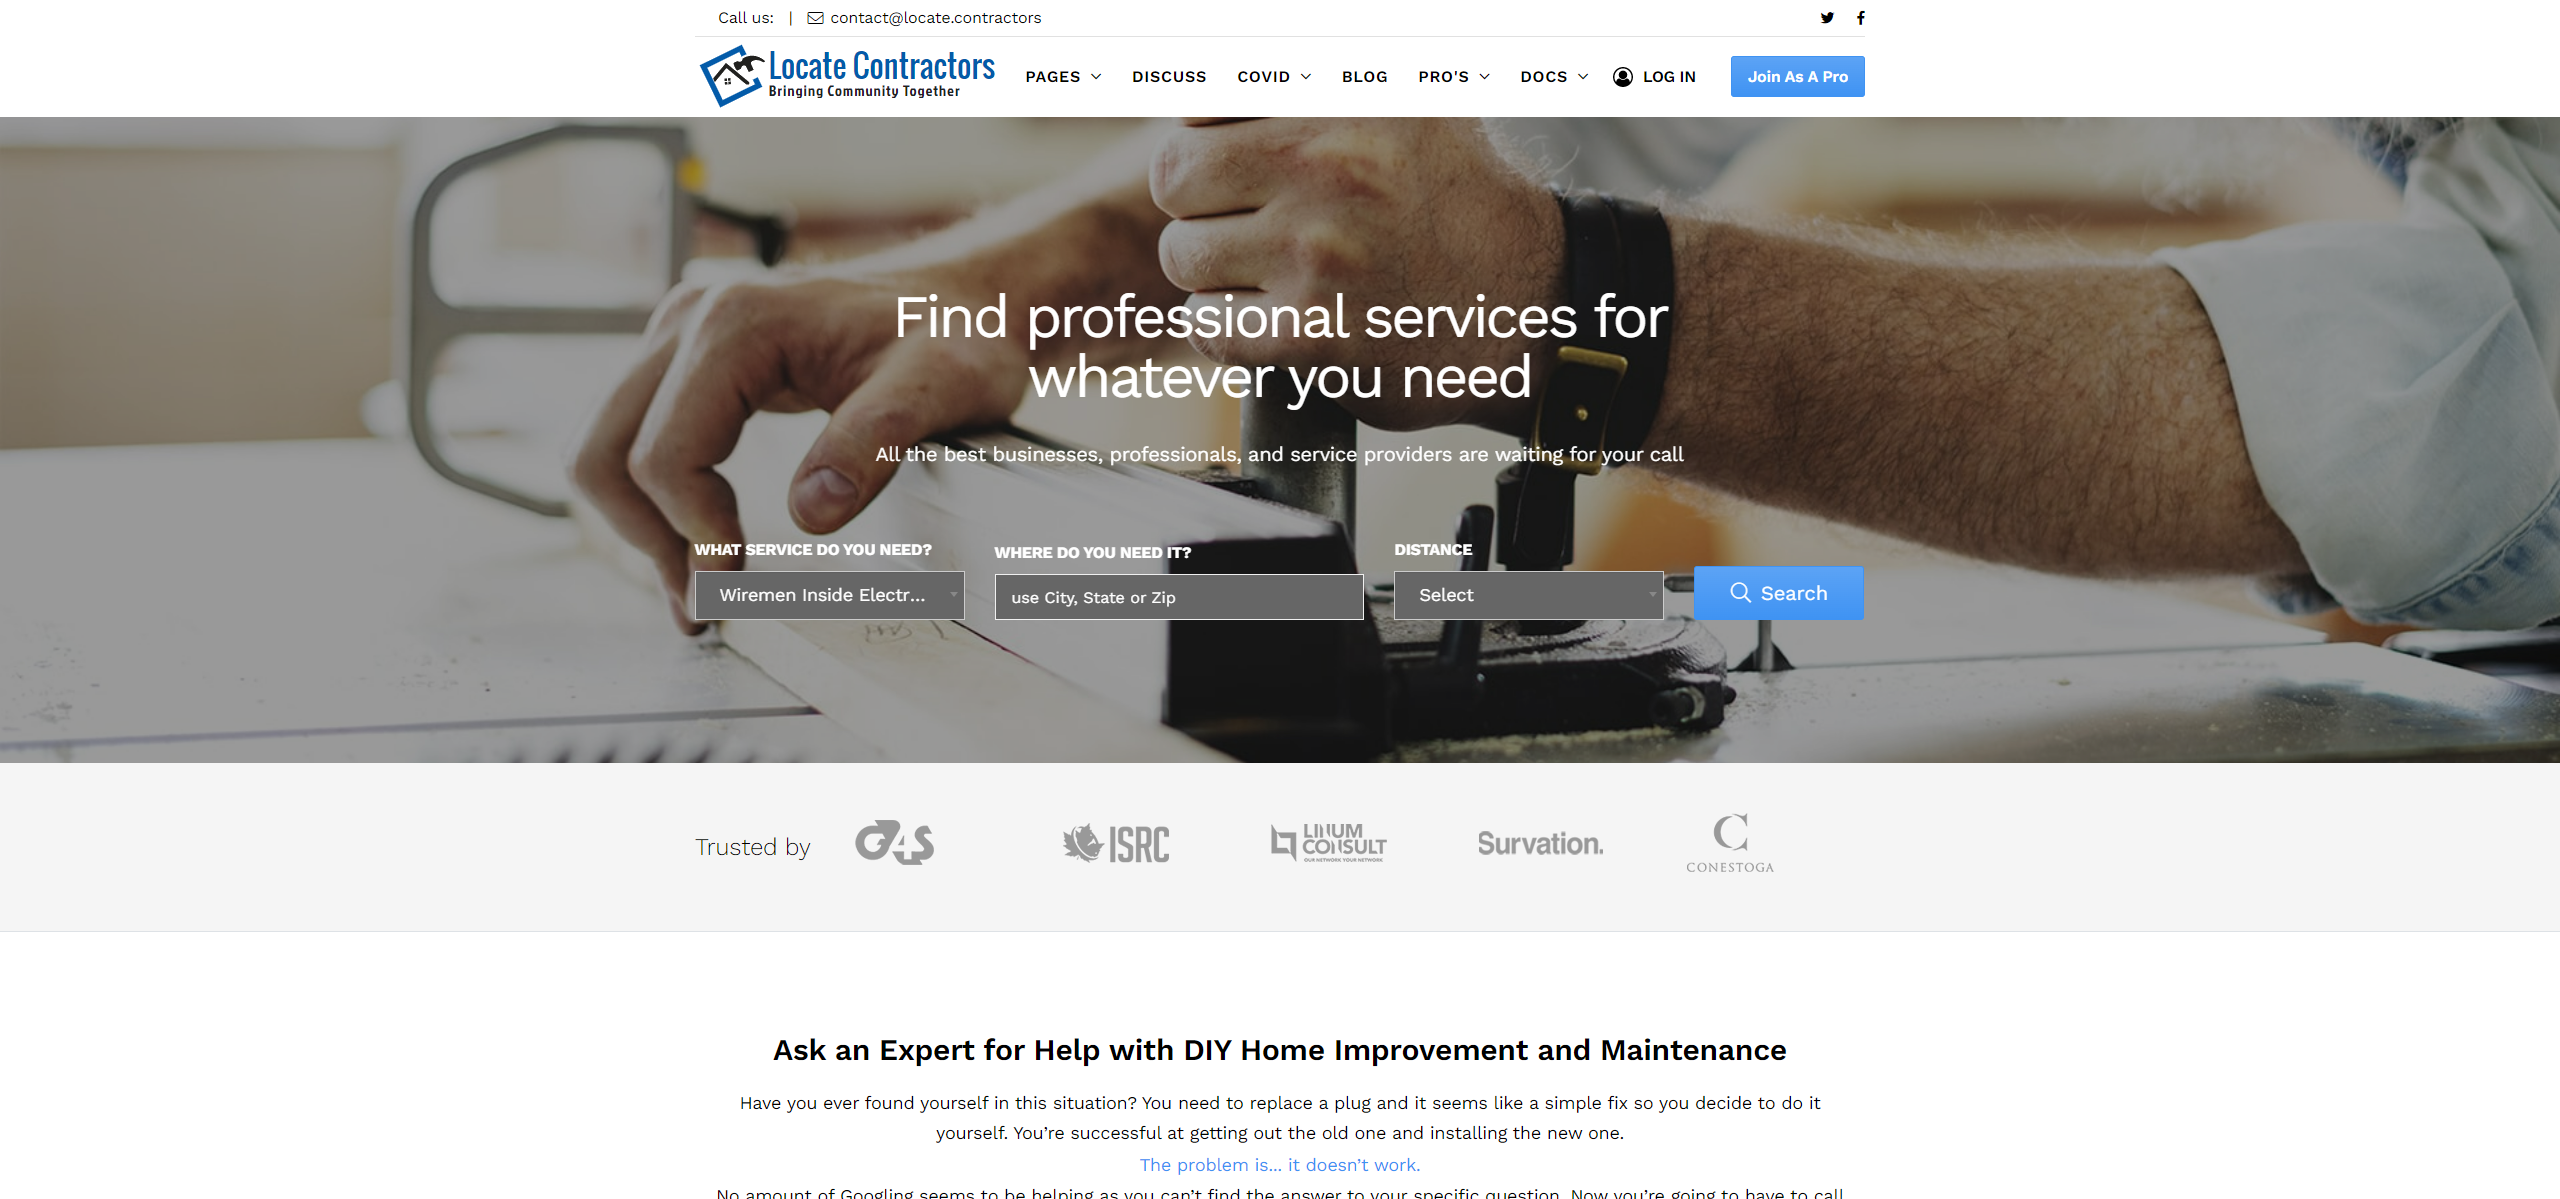 Call us: | contact@locate.contractors
Locate Contractors
Bringing Community Together
PAGES DISCUSS COVID BLOG PRO'S DOCS LOG IN Join As A Pro
Find professional services for
whatever you need
All the best businesses, professionals, and service providers are waiting for your call
WHAT SERVICE DO YOU NEED? WHERE DO YOU NEED IT? DISTANCE
Wiremen Inside Electr... use City, State or Zip Select Search
Trusted by
G4S
ISRC
LINUM
CONSULT
OUR NETWORK YOUR NETWORK
Survation.
C
CONESTOGA
Ask an Expert for Help with DIY Home Improvement and Maintenance
Have you ever found yourself in this situation? You need to replace a plug and it seems like a simple fix so you decide to do it
yourself. You’re successful at getting out the old one and installing the new one.
The problem is... it doesn’t work.
No amount of Googling seems to be helping as you can’t find the answer to your specific question. Now you’re going to have to call